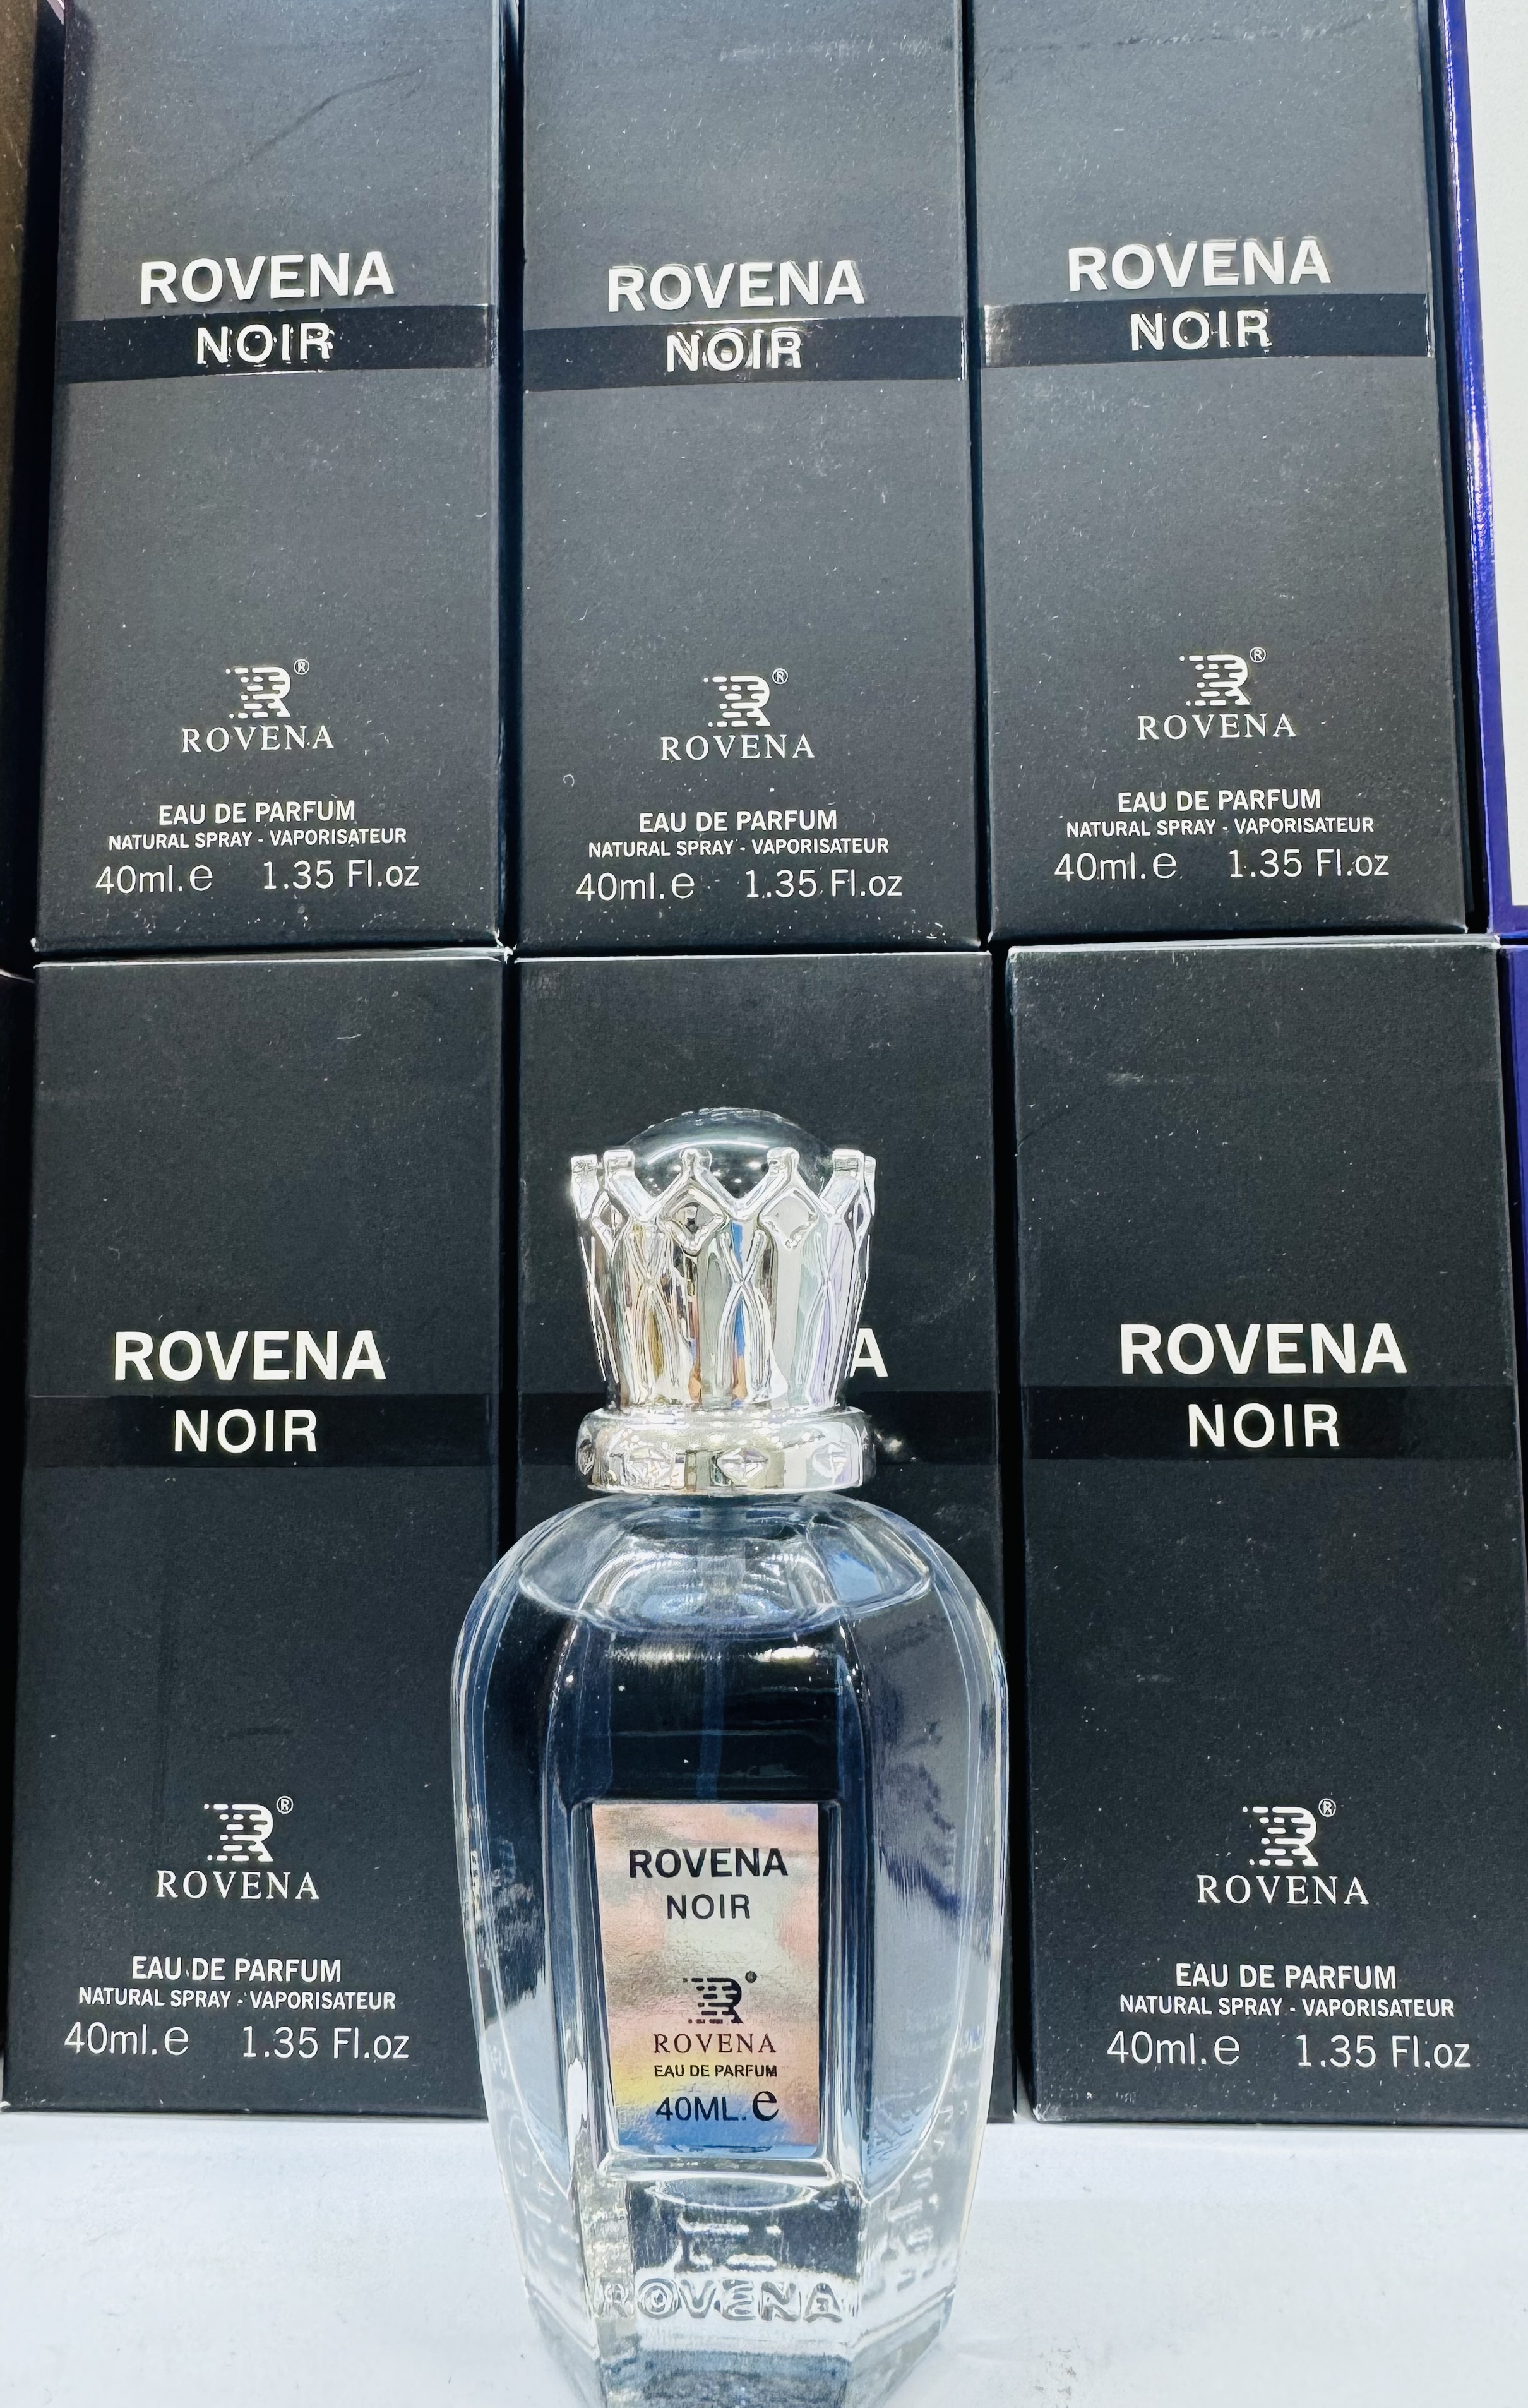 ROVENA
NOIR
®
ROVENA
EAU DE PARFUM
NATURAL SPRAY - VAPORISATEUR
40ml.e 1.35 Fl.oz
ROVENA
NOIR
®
ROVENA
EAU DE PARFUM
NATURAL SPRAY - VAPORISATEUR
40ml.e 1.35 Fl.oz
ROVENA
NOIR
®
ROVENA
EAU DE PARFUM
NATURAL SPRAY - VAPORISATEUR
40ml.e 1.35 Fl.oz
ROVENA
NOIR
®
ROVENA
EAU DE PARFUM
NATURAL SPRAY - VAPORISATEUR
40ml.e 1.35 Fl.oz
A
ROVENA
NOIR
®
ROVENA
EAU DE PARFUM
40ML.e
ROVENA
ROVENA
NOIR
®
ROVENA
EAU DE PARFUM
NATURAL SPRAY - VAPORISATEUR
40ml.e 1.35 Fl.oz